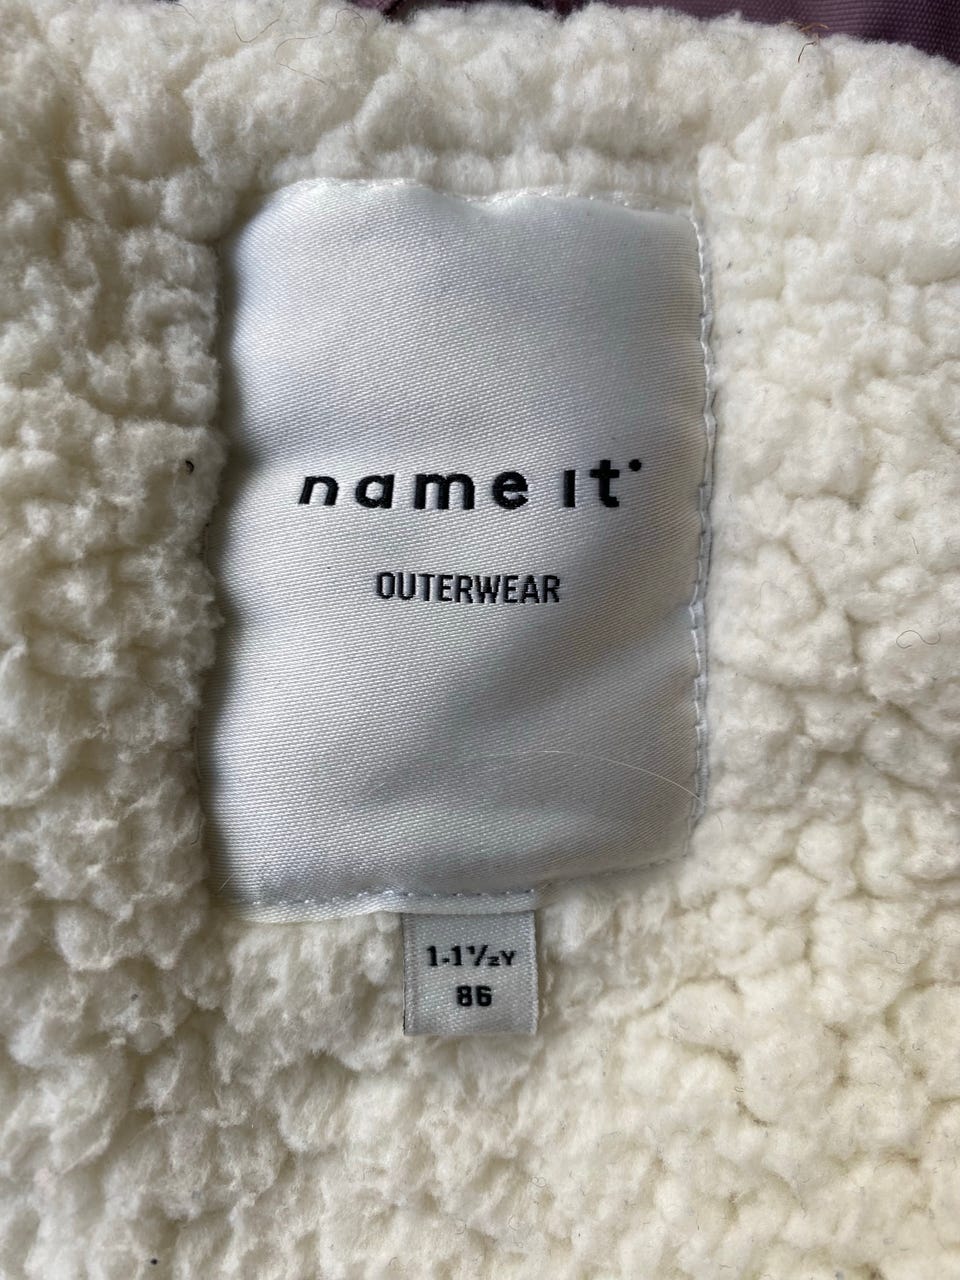 name it
OUTERWEAR
1-1½Y
86